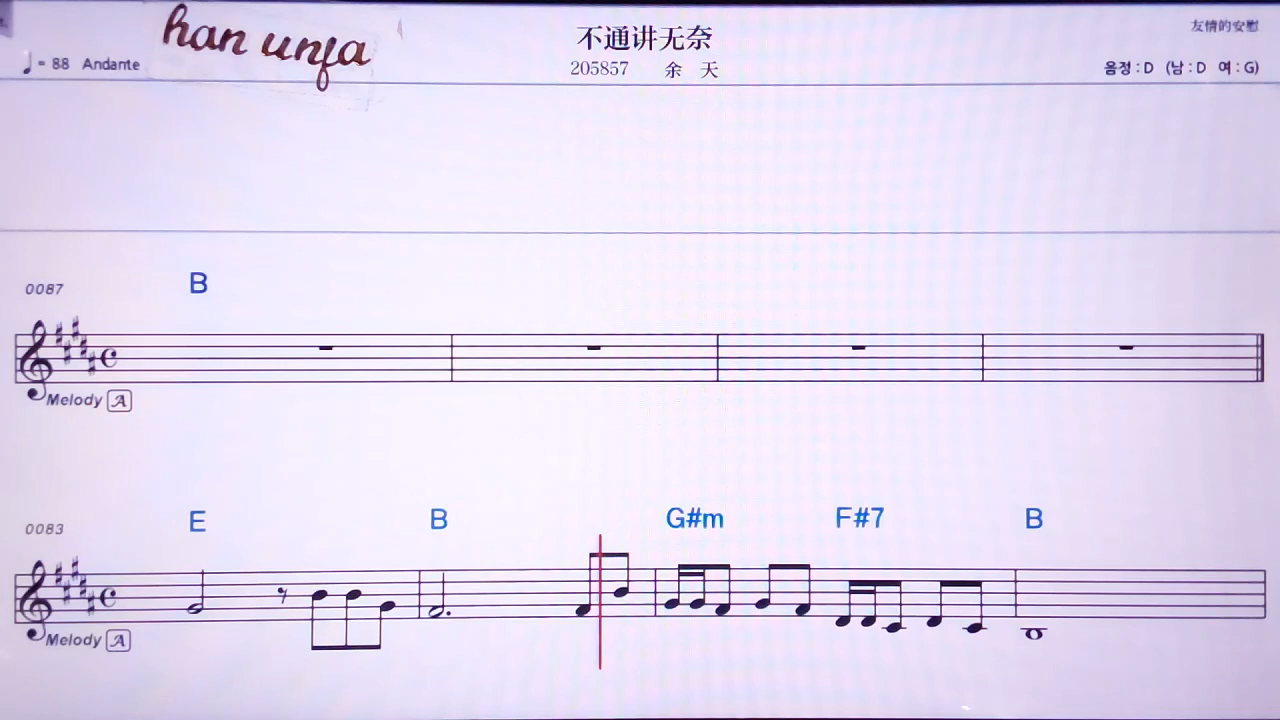 han unfa
不通讲无奈
友情的安慰
♩ = 88 Andante
205857 余 天
음정 : D (남 : D 여 : G)
0087
B
Melody A
0083
E B G#m F#7 B
Melody A